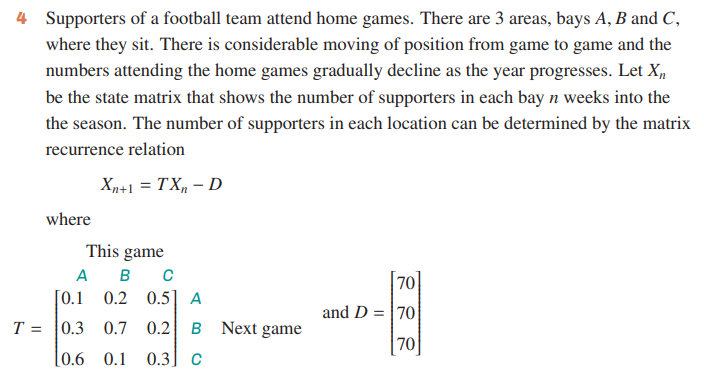 4 Supporters of a football team attend home games. There are 3 areas, bays A, B and C,
where they sit. There is considerable moving of position from game to game and the
numbers attending the home games gradually decline as the year progresses. Let Xₙ
be the state matrix that shows the number of supporters in each bay n weeks into the
the season. The number of supporters in each location can be determined by the matrix
recurrence relation
Xₙ₊₁ = TXₙ − D
where
This game
A B C
[0.1 0.2 0.5] A
T = [0.3 0.7 0.2] B Next game
[0.6 0.1 0.3] C
and D = [70]
[70]
[70]